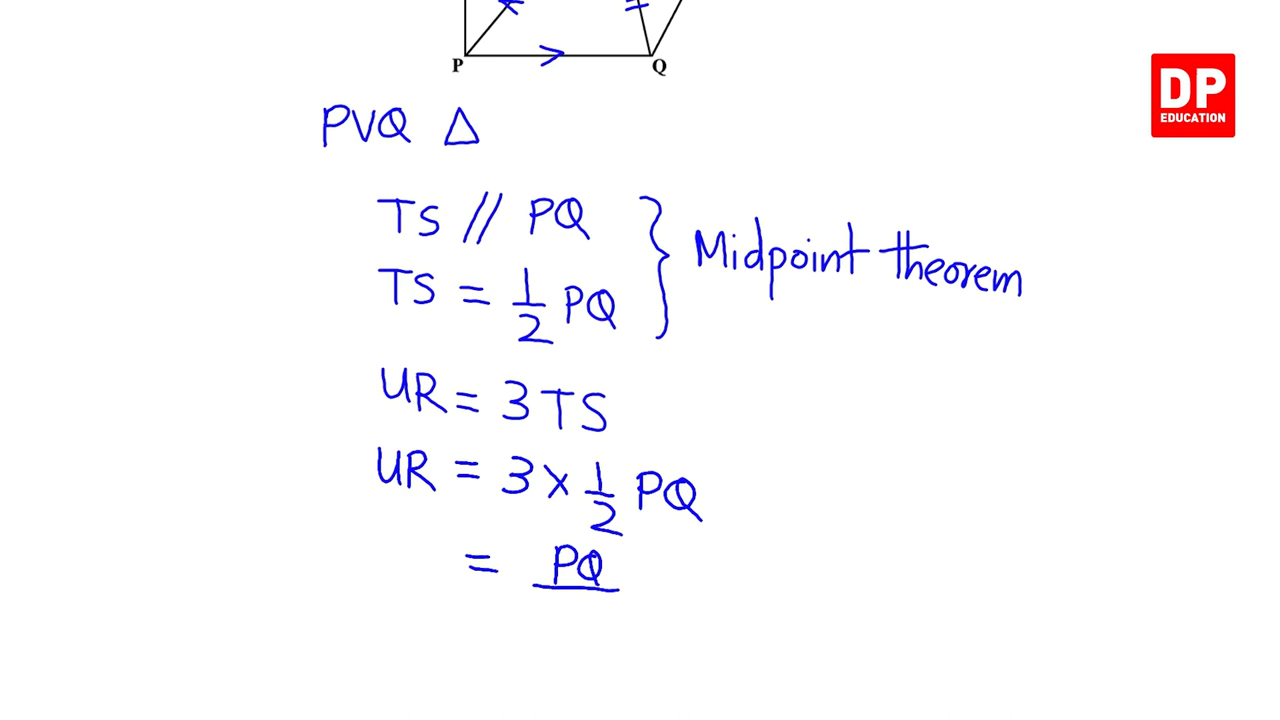 P
Q
DP
EDUCATION
PVQ Δ
TS // PQ
TS = 1/2 PQ
} Midpoint theorem
UR = 3 TS
UR = 3 × 1/2 PQ
= PQ